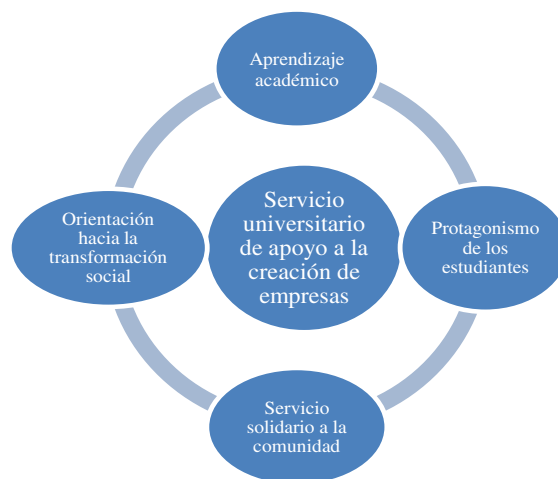 Aprendizaje
académico
Servicio
universitario
de apoyo a la
creación de
empresas
Orientación
hacia la
transformación
social
Protagonismo
de los
estudiantes
Servicio
solidario a la
comunidad